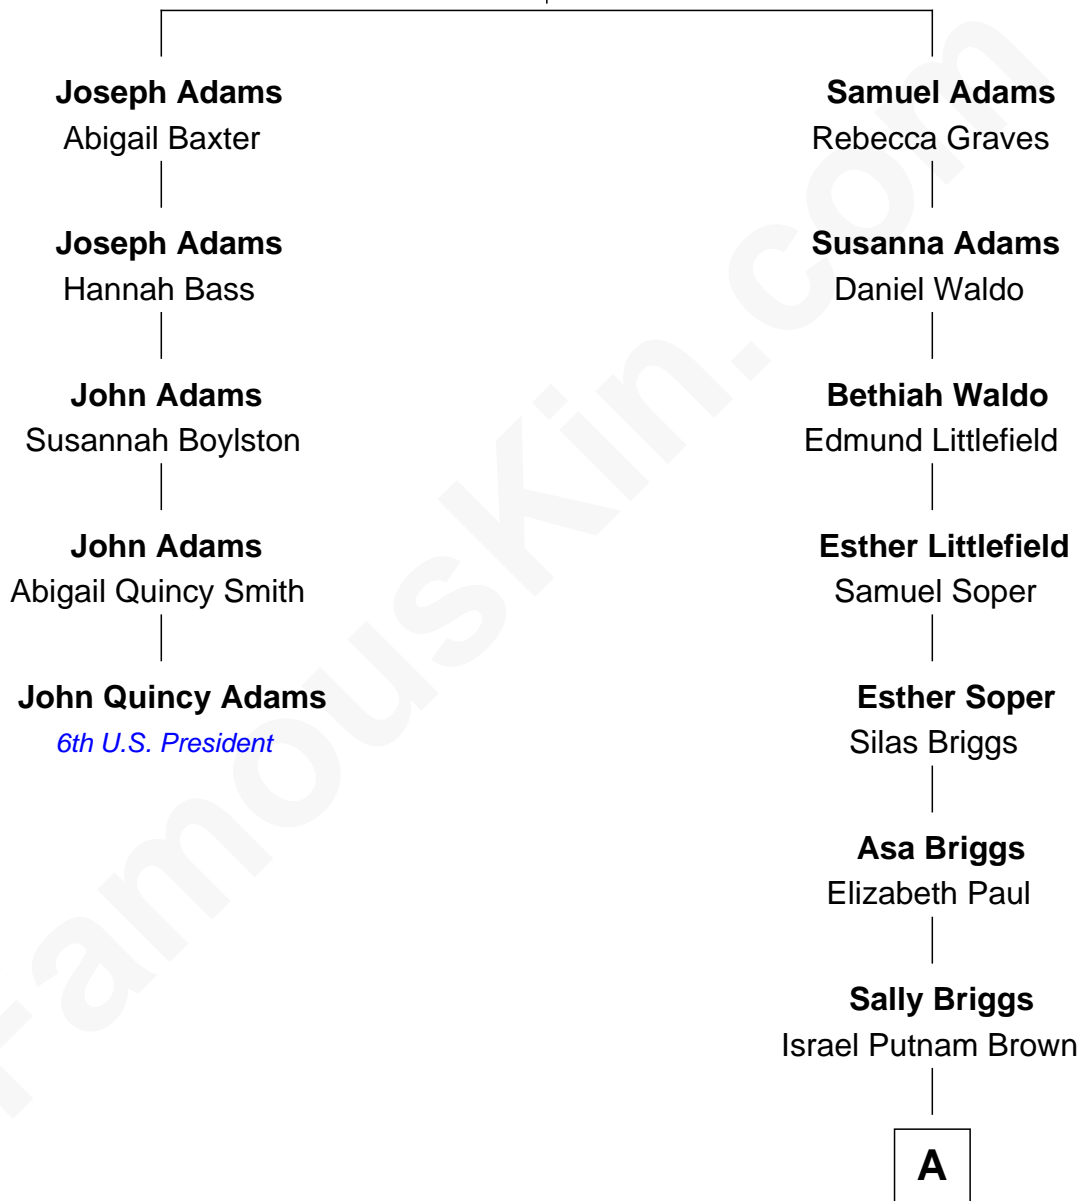 Joseph Adams
Abigail Baxter
Joseph Adams
Hannah Bass
John Adams
Susannah Boylston
John Adams
Abigail Quincy Smith
John Quincy Adams
6th U.S. President
Samuel Adams
Rebecca Graves
Susanna Adams
Daniel Waldo
Bethiah Waldo
Edmund Littlefield
Esther Littlefield
Samuel Soper
Esther Soper
Silas Briggs
Asa Briggs
Elizabeth Paul
Sally Briggs
Israel Putnam Brown
A
FamousKin.com